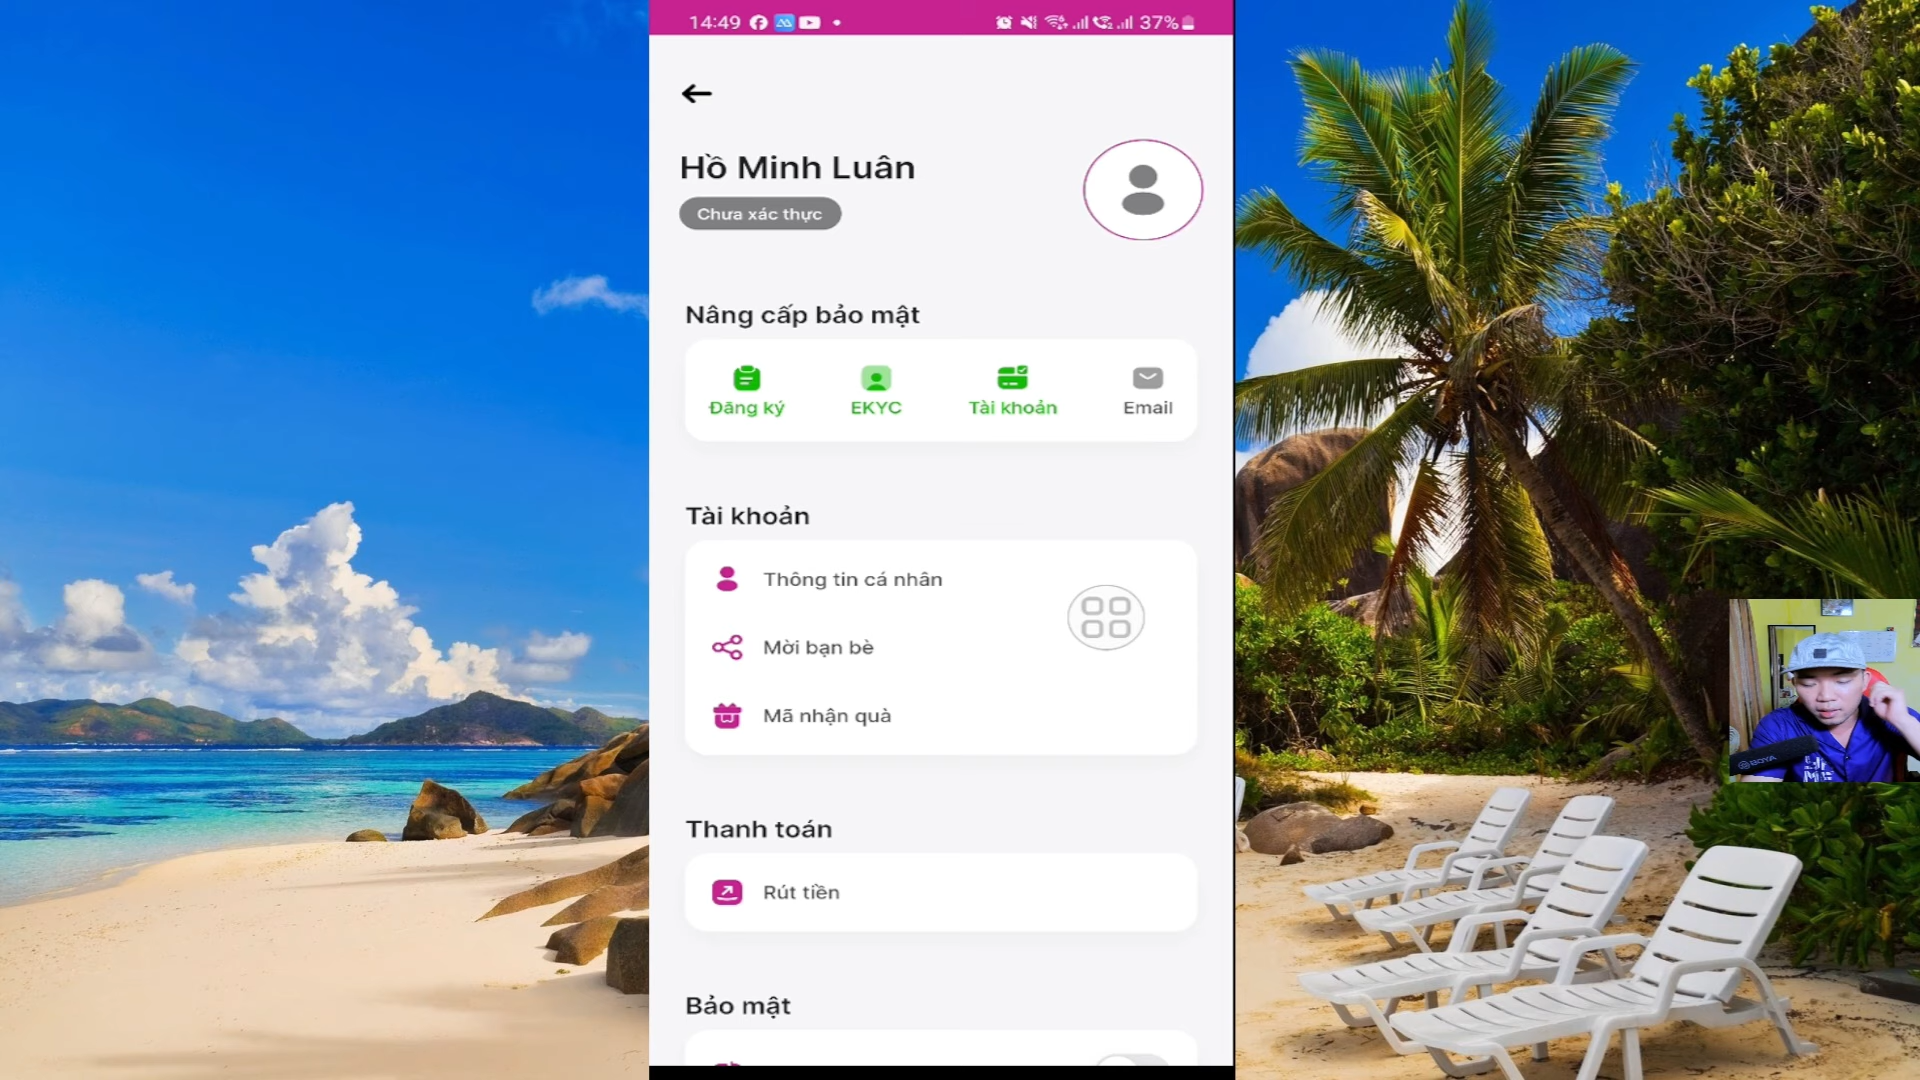 14:49
37%
Hồ Minh Luân
Chưa xác thực
Nâng cấp bảo mật
Đăng ký
EKYC
Tài khoản
Email
Tài khoản
Thông tin cá nhân
Mời bạn bè
Mã nhận quà
Thanh toán
Rút tiền
Bảo mật
BOYA